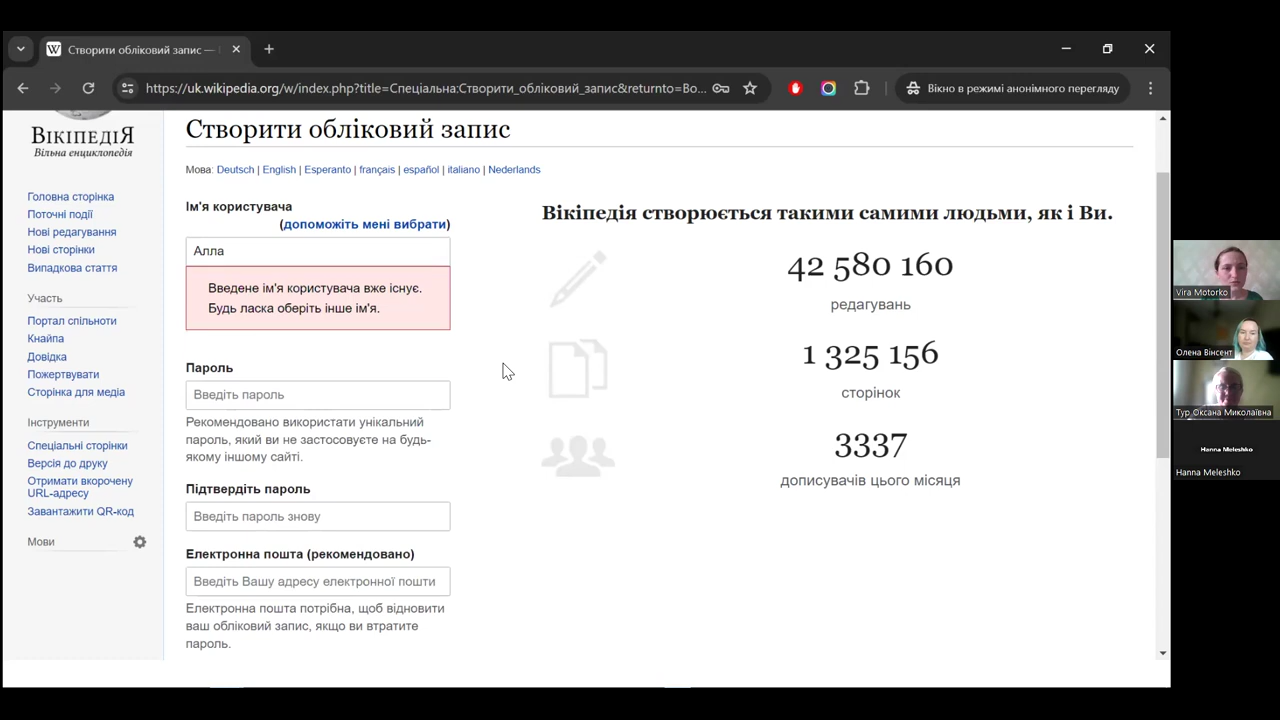 Створити обліковий запис —
https://uk.wikipedia.org/w/index.php?title=Спеціальна:Створити_обліковий_запис&returnto=Во...
Вікно в режимі анонімного перегляду
ВІКІПЕДІЯ
Вільна енциклопедія
Головна сторінка
Поточні події
Нові редагування
Нові сторінки
Випадкова стаття
Участь
Портал спільноти
Кнайпа
Довідка
Пожертвувати
Сторінка для медіа
Інструменти
Спеціальні сторінки
Версія до друку
Отримати вкорочену
URL-адресу
Завантажити QR-код
Мови
Створити обліковий запис
Мова: Deutsch | English | Esperanto | français | español | italiano | Nederlands
Ім'я користувача
(допоможіть мені вибрати)
Алла
Введене ім'я користувача вже існує.
Будь ласка оберіть інше ім'я.
Пароль
Введіть пароль
Рекомендовано використати унікальний
пароль, який ви не застосовуєте на будь-
якому іншому сайті.
Підтвердіть пароль
Введіть пароль знову
Електронна пошта (рекомендовано)
Введіть Вашу адресу електронної пошти
Електронна пошта потрібна, щоб відновити
ваш обліковий запис, якщо ви втратите
пароль.
Вікіпедія створюється такими самими людьми, як і Ви.
42 580 160
редагувань
1 325 156
сторінок
3337
дописувачів цього місяця
Vira Motorko
Олена Вінсент
Тур Оксана Миколаївна
Hanna Meleshko
Hanna Meleshko